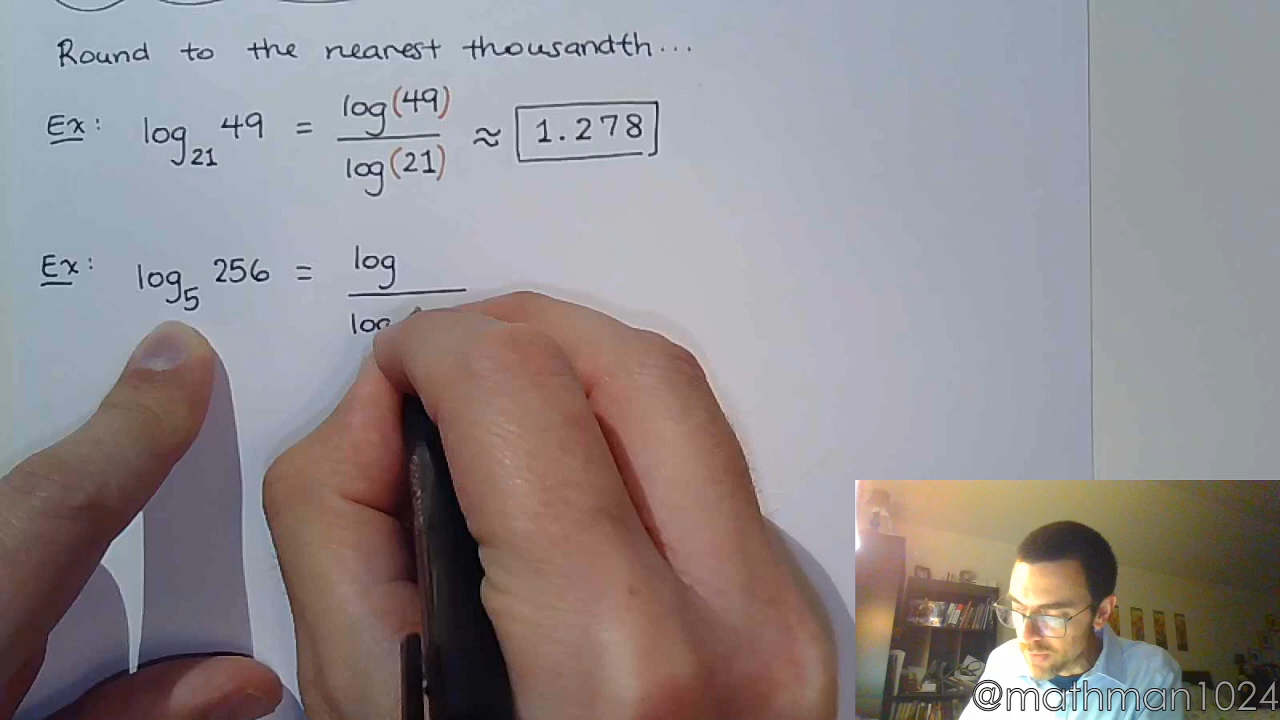 Round to the nearest thousandth...
Ex: log₂₁ 49 = log(49) / log(21) ≈ 1.278
Ex: log₅ 256 = log / log
@mathman1024